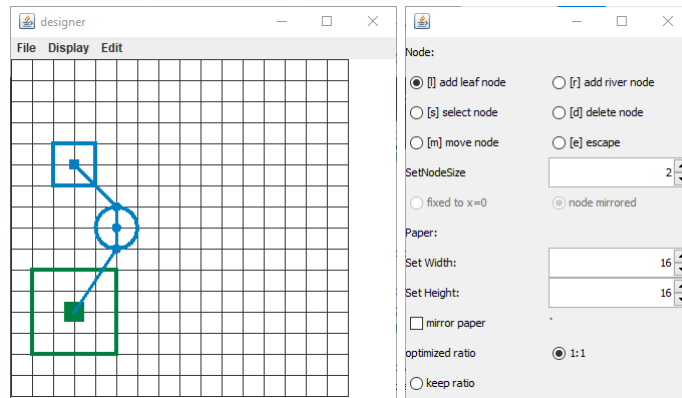 designer
File Display Edit
Node:
[l] add leaf node
[r] add river node
[s] select node
[d] delete node
[m] move node
[e] escape
SetNodeSize
2
fixed to x=0
node mirrored
Paper:
Set Width:
16
Set Height:
16
mirror paper
`
optimized ratio
1:1
keep ratio